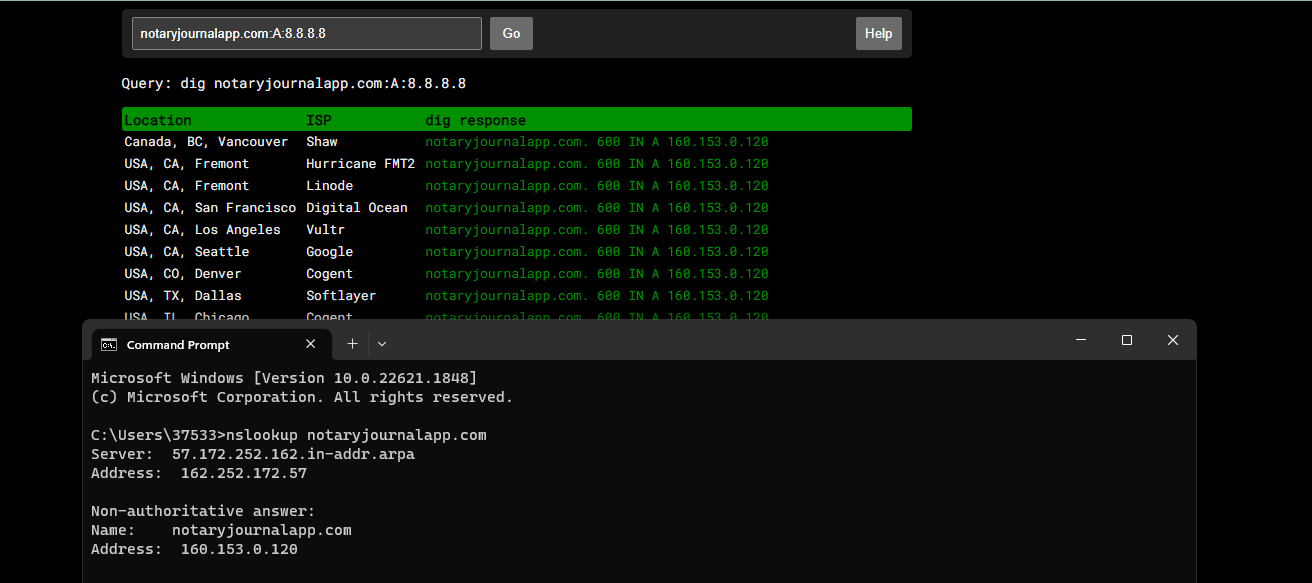 notaryjournalapp.com:A:8.8.8.8 Go Help
Query: dig notaryjournalapp.com:A:8.8.8.8
Location ISP dig response
Canada, BC, Vancouver Shaw notaryjournalapp.com. 600 IN A 160.153.0.120
USA, CA, Fremont Hurricane FMT2 notaryjournalapp.com. 600 IN A 160.153.0.120
USA, CA, Fremont Linode notaryjournalapp.com. 600 IN A 160.153.0.120
USA, CA, San Francisco Digital Ocean notaryjournalapp.com. 600 IN A 160.153.0.120
USA, CA, Los Angeles Vultr notaryjournalapp.com. 600 IN A 160.153.0.120
USA, CA, Seattle Google notaryjournalapp.com. 600 IN A 160.153.0.120
USA, CO, Denver Cogent notaryjournalapp.com. 600 IN A 160.153.0.120
USA, TX, Dallas Softlayer notaryjournalapp.com. 600 IN A 160.153.0.120
USA, IL, Chicago Cogent notaryjournalapp.com. 600 IN A 160.153.0.120
Command Prompt
Microsoft Windows [Version 10.0.22621.1848]
(c) Microsoft Corporation. All rights reserved.
C:\Users\37533>nslookup notaryjournalapp.com
Server: 57.172.252.162.in-addr.arpa
Address: 162.252.172.57
Non-authoritative answer:
Name: notaryjournalapp.com
Address: 160.153.0.120